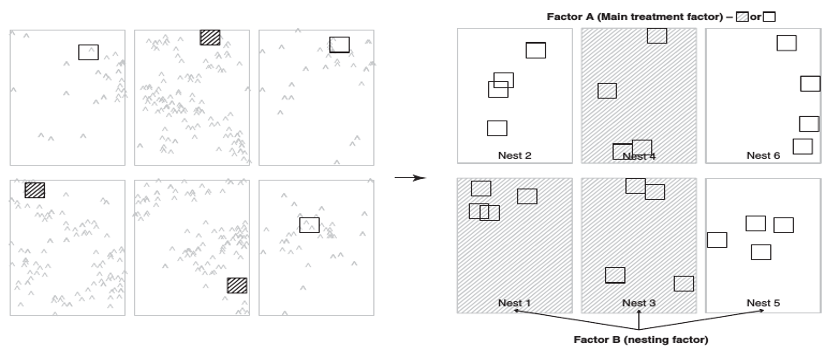 Factor A (Main treatment factor) – or
Nest 2
Nest 4
Nest 6
Nest 1
Nest 3
Nest 5
Factor B (nesting factor)